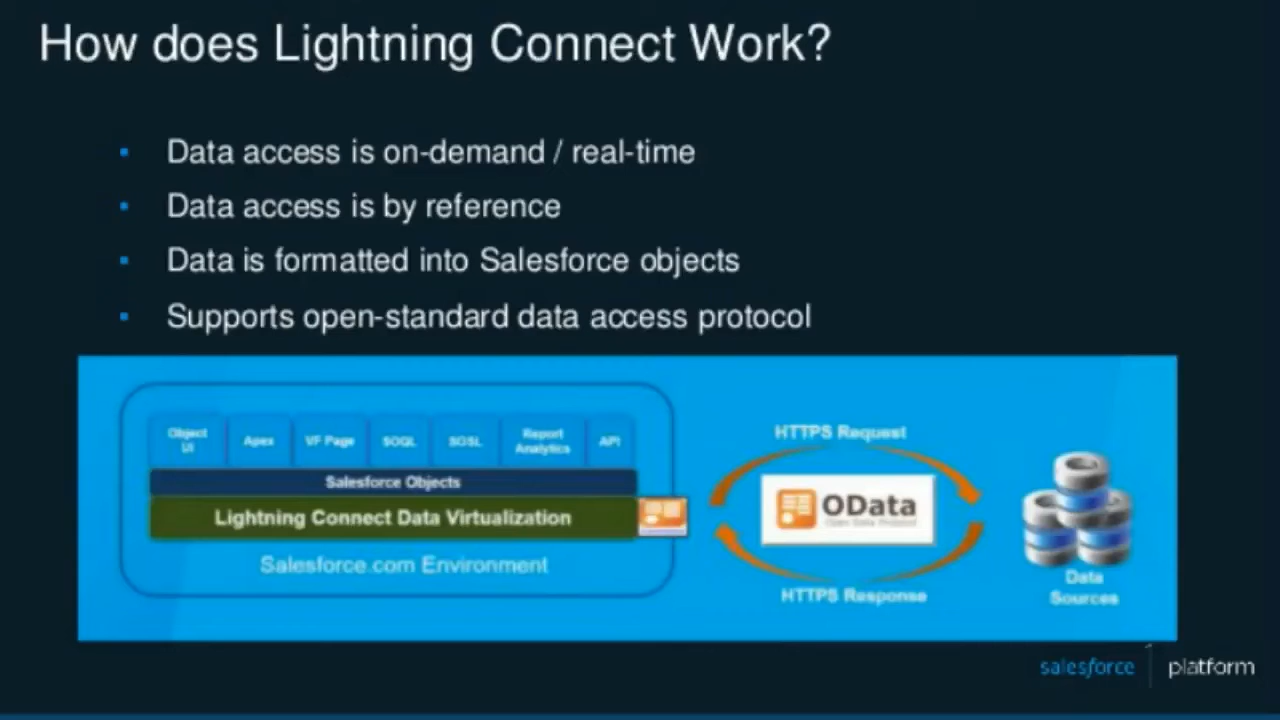 How does Lightning Connect Work?
Data access is on-demand / real-time
Data access is by reference
Data is formatted into Salesforce objects
Supports open-standard data access protocol
Object
UI
Apex
VF Page
SOQL
SOSL
Report
Analytics
API
Salesforce Objects
Lightning Connect Data Virtualization
Salesforce.com Environment
HTTPS Request
OData
Open Data Protocol
HTTPS Response
Data
Sources
salesforce platform